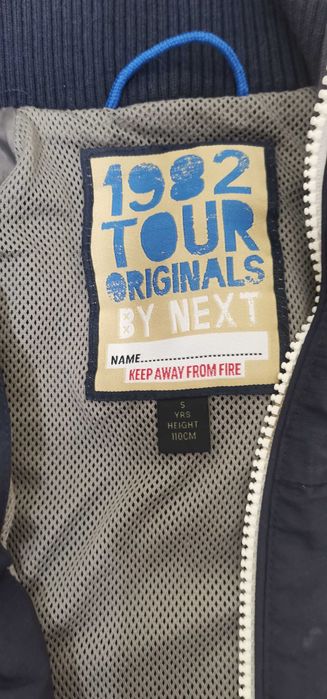 1982
TOUR
ORIGINALS
BY NEXT
NAME..............................
KEEP AWAY FROM FIRE
5
YRS
HEIGHT
110CM